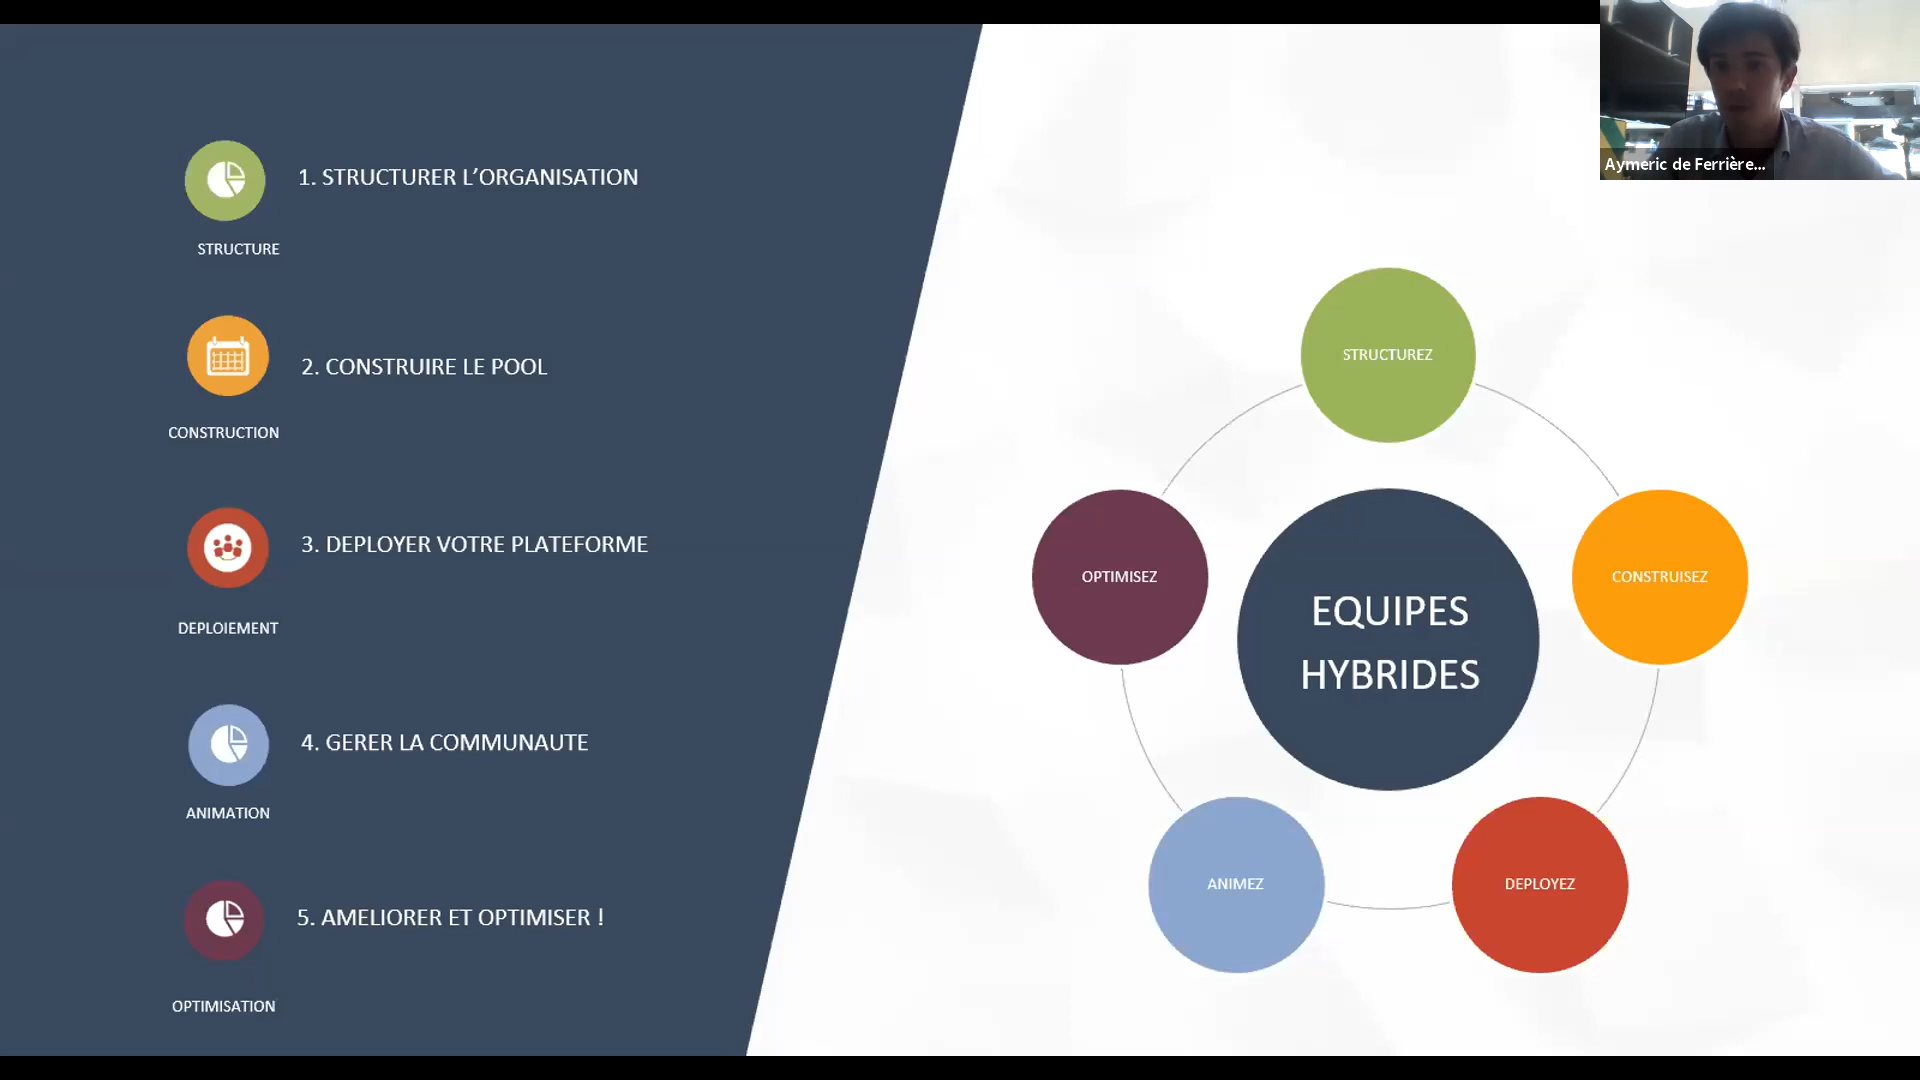 1. STRUCTURER L’ORGANISATION
STRUCTURE
2. CONSTRUIRE LE POOL
CONSTRUCTION
3. DEPLOYER VOTRE PLATEFORME
DEPLOIEMENT
4. GERER LA COMMUNAUTE
ANIMATION
5. AMELIORER ET OPTIMISER !
OPTIMISATION
Aymeric de Ferrière...
STRUCTUREZ
OPTIMISEZ
CONSTRUISEZ
EQUIPES
HYBRIDES
ANIMEZ
DEPLOYEZ